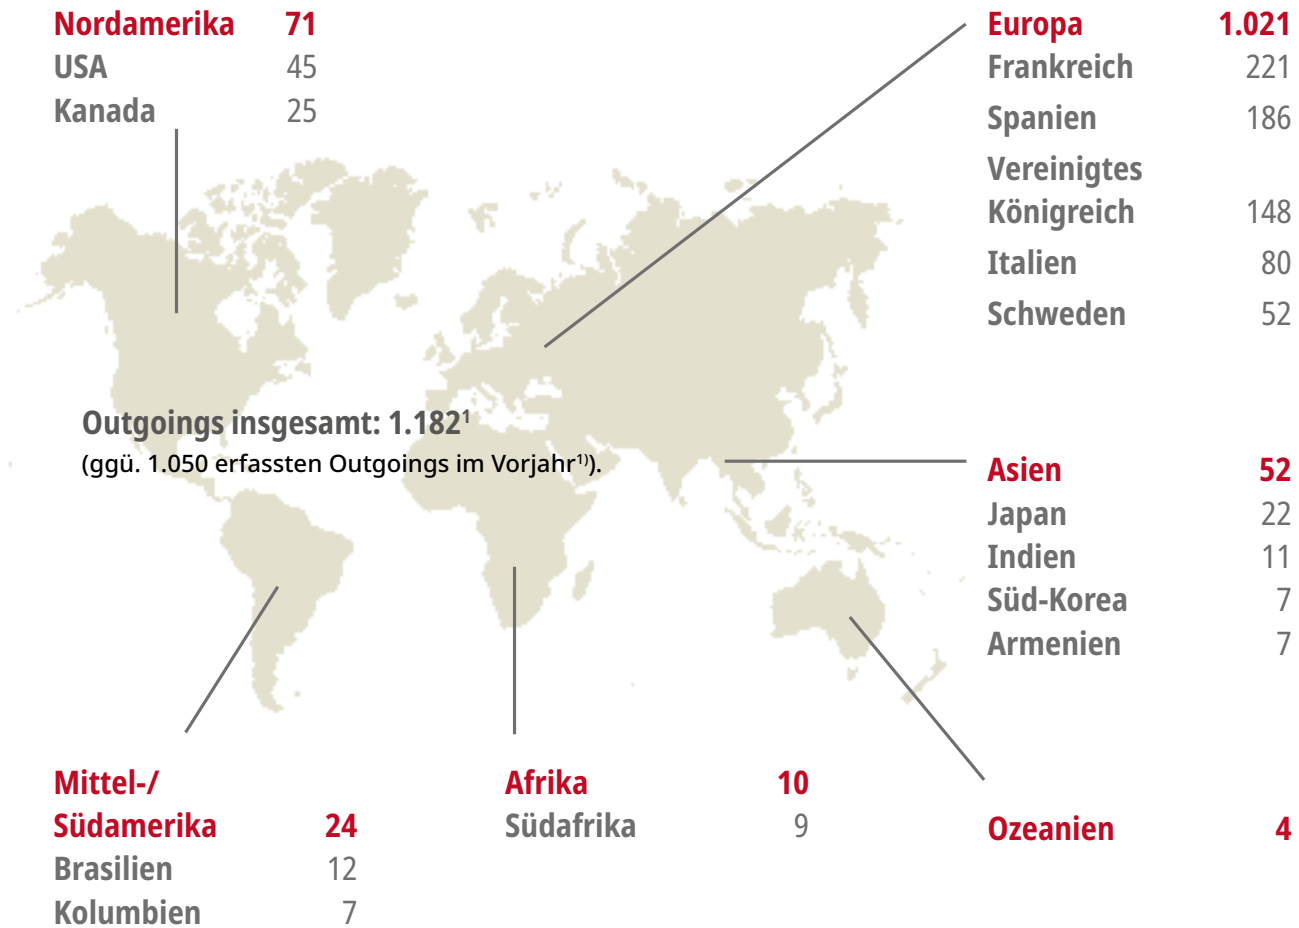 Nordamerika 71
USA 45
Kanada 25
Europa 1.021
Frankreich 221
Spanien 186
Vereinigtes
Königreich 148
Italien 80
Schweden 52
Outgoings insgesamt: 1.182¹
(ggü. 1.050 erfassten Outgoings im Vorjahr¹⁾).
Asien 52
Japan 22
Indien 11
Süd-Korea 7
Armenien 7
Mittel-/
Südamerika 24
Brasilien 12
Kolumbien 7
Afrika 10
Südafrika 9
Ozeanien 4